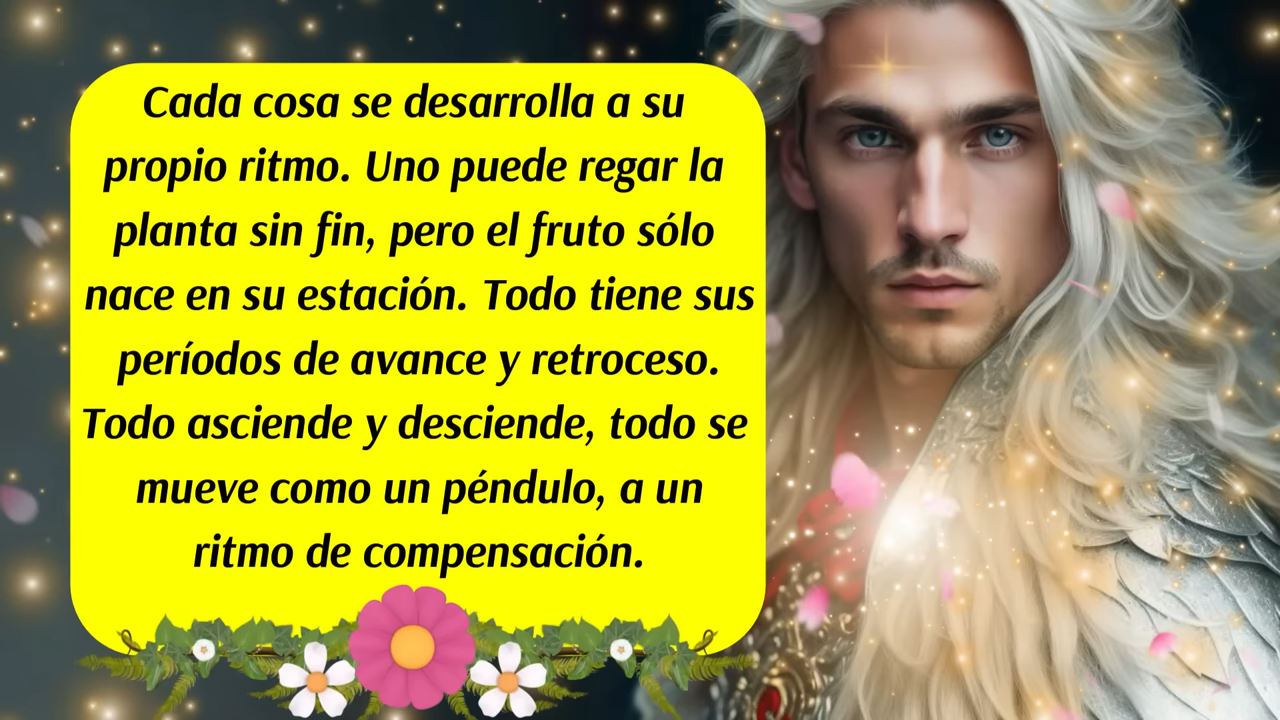 Cada cosa se desarrolla a su
propio ritmo. Uno puede regar la
planta sin fin, pero el fruto sólo
nace en su estación. Todo tiene sus
períodos de avance y retroceso.
Todo asciende y desciende, todo se
mueve como un péndulo, a un
ritmo de compensación.